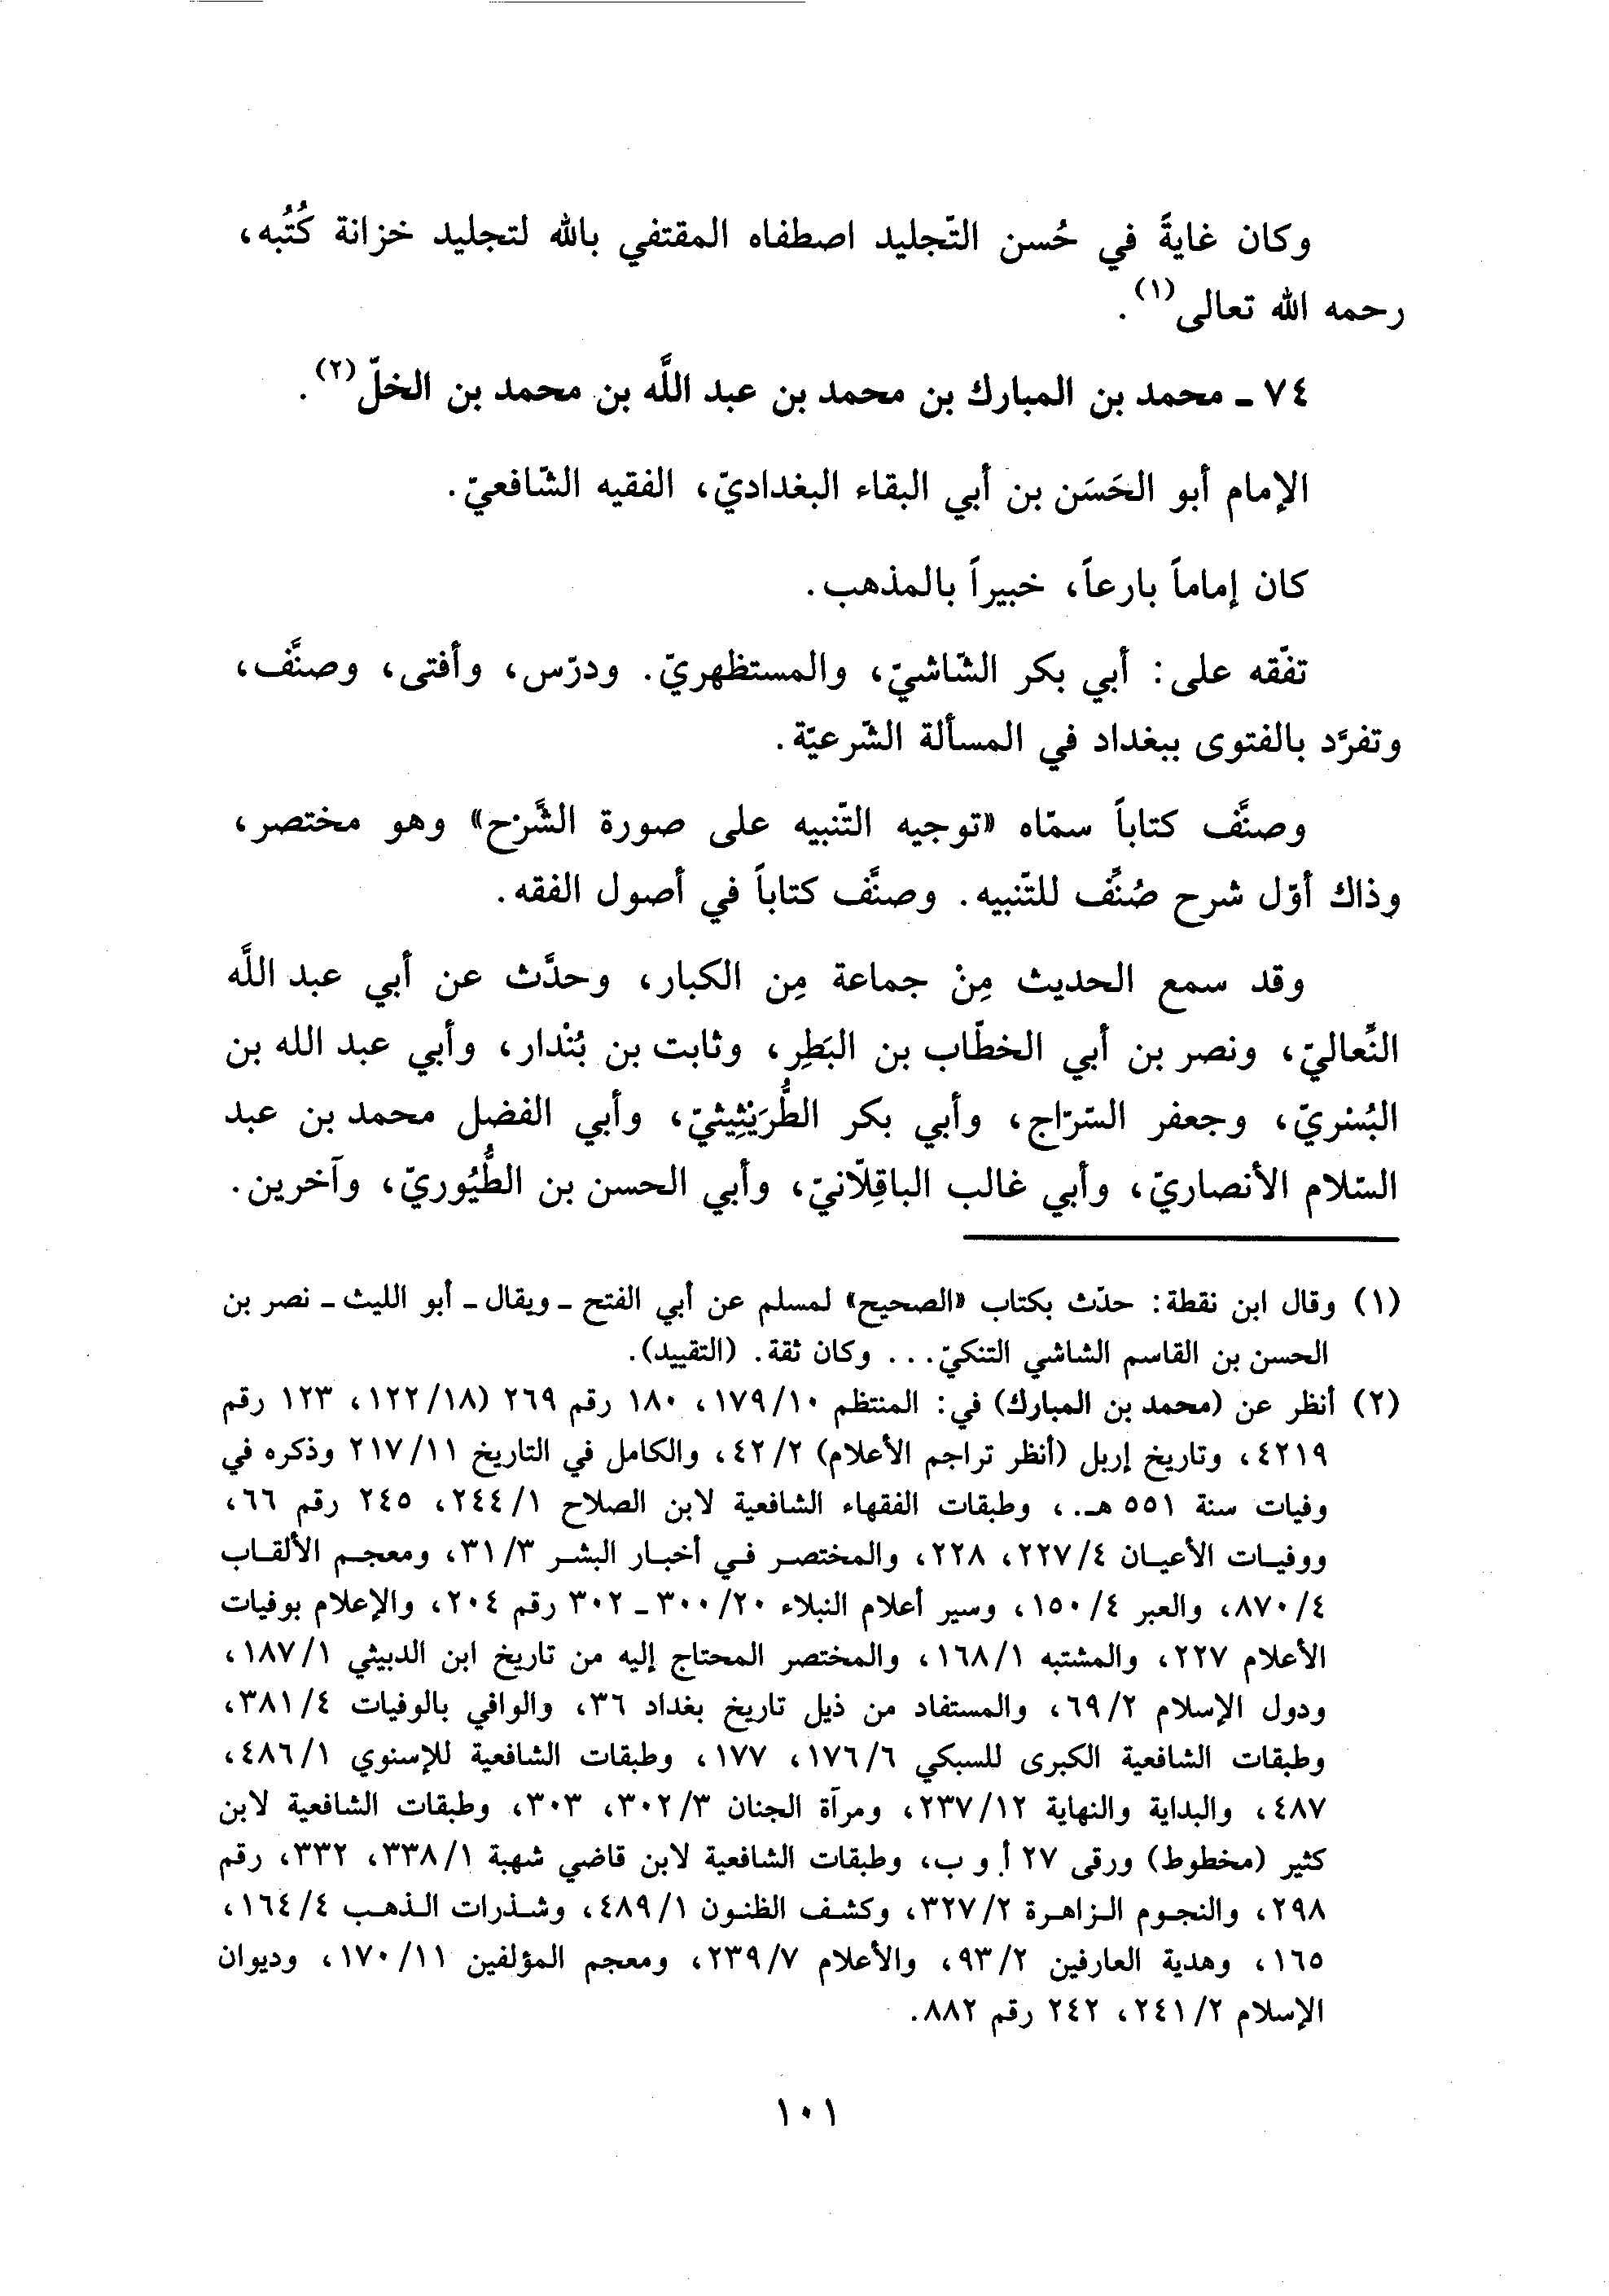 وكان غايةً في حُسن التّجليد اصطفاه المقتفي بالله لتجليد خزانة كُتُبه،
رحمه الله تعالى(١).
٧٤ ـ محمد بن المبارك بن محمد بن عبد اللَّه بن محمد بن الخلّ(٢).
الإمام أبو الحَسَن بن أبي البقاء البغداديّ، الفقيه الشّافعيّ.
كان إماماً بارعاً، خبيراً بالمذهب.
تفّقه على: أبي بكر الشّاشيّ، والمستظهريّ. ودرّس، وأفتى، وصنَّف،
وتفرَّد بالفتوى ببغداد في المسألة الشّرعيّة.
وصنَّف كتاباً سمّاه «توجيه التّنبيه على صورة الشَّرْح» وهو مختصر،
وذاك أوّل شرح صُنِّف للتّنبيه. وصنَّف كتاباً في أصول الفقه.
وقد سمع الحديث مِنْ جماعة مِن الكبار، وحدَّث عن أبي عبد اللَّه
النِّعاليّ، ونصر بن أبي الخطّاب بن البَطِر، وثابت بن بُنْدار، وأبي عبد الله بن
البُسْريّ، وجعفر السّرّاج، وأبي بكر الطُّرَيْثِيثيّ، وأبي الفضل محمد بن عبد
السّلام الأنصاريّ، وأبي غالب الباقِلّانيّ، وأبي الحسن بن الطُّيُوريّ، وآخرين.
(١) وقال ابن نقطة: حدّث بكتاب «الصحيح» لمسلم عن أبي الفتح ـ ويقال ـ أبو الليث ـ نصر بن
الحسن بن القاسم الشاشي التنكيّ... وكان ثقة. (التقييد).
(٢) أنظر عن (محمد بن المبارك) في: المنتظم ١٧٩/١٠، ١٨٠ رقم ٢٦٩ (١٢٢/١٨، ١٢٣ رقم
٤٢١٩، وتاريخ إربل (أنظر تراجم الأعلام) ٤٢/٢، والكامل في التاريخ ٢١٧/١١ وذكره في
وفيات سنة ٥٥١ هـ.، وطبقات الفقهاء الشافعية لابن الصلاح ٢٤٤/١، ٢٤٥ رقم ٦٦،
ووفيات الأعيان ٢٢٧/٤، ٢٢٨، والمختصر في أخبار البشر ٣١/٣، ومعجم الألقاب
٨٧٠/٤، والعبر ١٥٠/٤، وسير أعلام النبلاء ٣٠٠/٢٠ ـ ٣٠٢ رقم ٢٠٤، والإعلام بوفيات
الأعلام ٢٢٧، والمشتبه ١٦٨/١، والمختصر المحتاج إليه من تاريخ ابن الدبيثي ١٨٧/١،
ودول الإسلام ٦٩/٢، والمستفاد من ذيل تاريخ بغداد ٣٦، والوافي بالوفيات ٣٨١/٤،
وطبقات الشافعية الكبرى للسبكي ١٧٦/٦، ١٧٧، وطبقات الشافعية للإسنوي ٤٨٦/١،
٤٨٧، والبداية والنهاية ٢٣٧/١٢، ومرآة الجنان ٣٠٢/٣، ٣٠٣، وطبقات الشافعية لابن
كثير (مخطوط) ورقى ٢٧ أ. و ب، وطبقات الشافعية لابن قاضي شهبة ٣٣٨/١، ٣٣٢، رقم
٢٩٨، والنجوم الزاهرة ٣٢٧/٢، وكشف الظنون ٤٨٩/١، وشذرات الذهب ١٦٤/٤،
١٦٥، وهدية العارفين ٩٣/٢، والأعلام ٢٣٩/٧، ومعجم المؤلفين ١٧٠/١١، وديوان
الإسلام ٢٤١/٢، ٢٤٢ رقم ٨٨٢.
١٠١